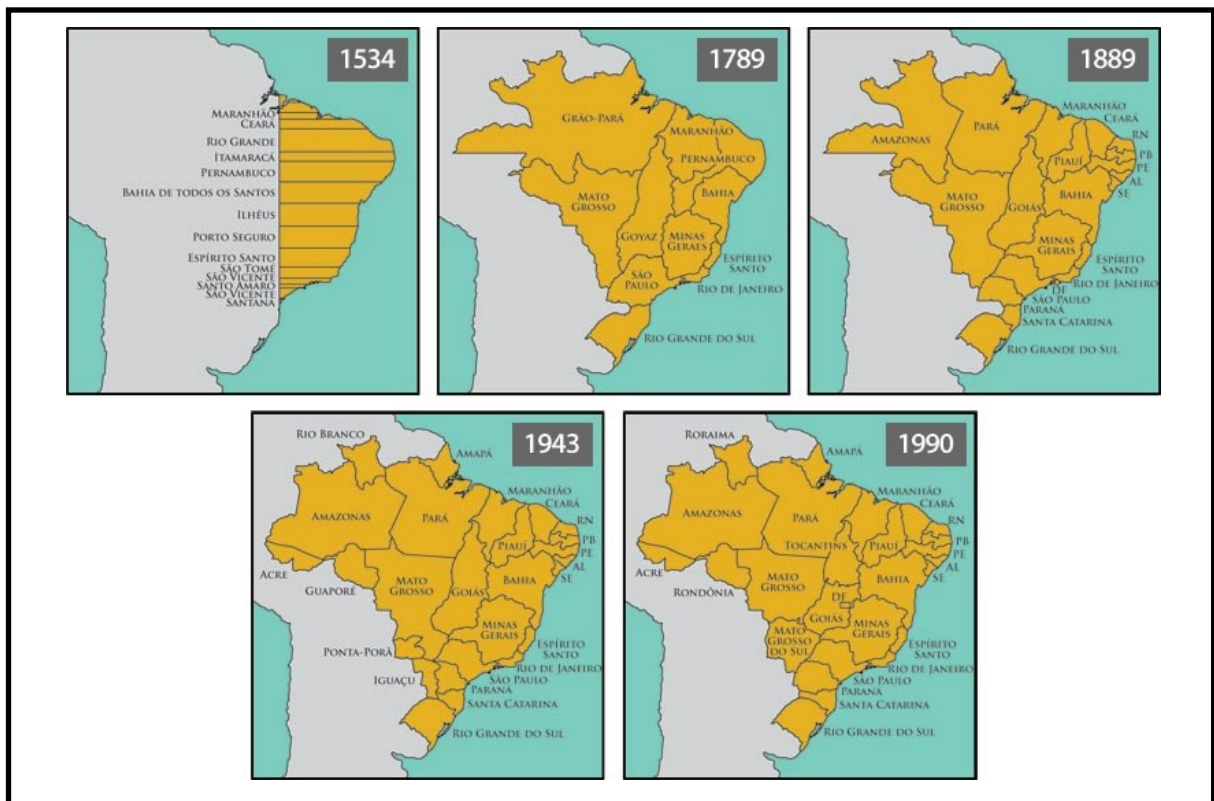 1534
MARANHÃO
CEARÁ
RIO GRANDE
ITAMARACÁ
PERNAMBUCO
BAHIA DE TODOS OS SANTOS
ILHÉUS
PORTO SEGURO
ESPÍRITO SANTO
SÃO TOMÉ
SÃO VICENTE
SANTO AMARO
SÃO VICENTE
SANTANA
1789
GRÃO-PARÁ
MARANHÃO
PERNAMBUCO
BAHIA
MATO
GROSSO
GOYAZ
MINAS
GERAES
ESPÍRITO
SANTO
SÃO
PAULO
RIO DE JANEIRO
RIO GRANDE DO SUL
1889
MARANHÃO
CEARÁ
RN
PB
PE
AL
SE
AMAZONAS
PARÁ
PIAUÍ
BAHIA
MATO
GROSSO
GOIÁS
MINAS
GERAIS
ESPÍRITO
SANTO
RIO DE JANEIRO
DF
SÃO PAULO
PARANÁ
SANTA CATARINA
RIO GRANDE DO SUL
1943
RIO BRANCO
AMAPÁ
MARANHÃO
CEARÁ
RN
PB
PE
AL
SE
AMAZONAS
PARÁ
PIAUÍ
ACRE
GUAPORÉ
MATO
GROSSO
GOIÁS
BAHIA
MINAS
GERAIS
ESPÍRITO
SANTO
PONTA-PORÃ
IGUAÇU
RIO DE JANEIRO
SÃO PAULO
PARANÁ
SANTA CATARINA
RIO GRANDE DO SUL
1990
RORAIMA
AMAPÁ
MARANHÃO
CEARÁ
RN
PB
PE
AL
SE
AMAZONAS
PARÁ
TOCANTINS
PIAUÍ
ACRE
RONDÔNIA
MATO
GROSSO
BAHIA
DF
GOIÁS
MINAS
GERAIS
MATO
GROSSO
DO SUL
ESPÍRITO
SANTO
RIO DE JANEIRO
SÃO PAULO
PARANÁ
SANTA CATARINA
RIO GRANDE DO SUL